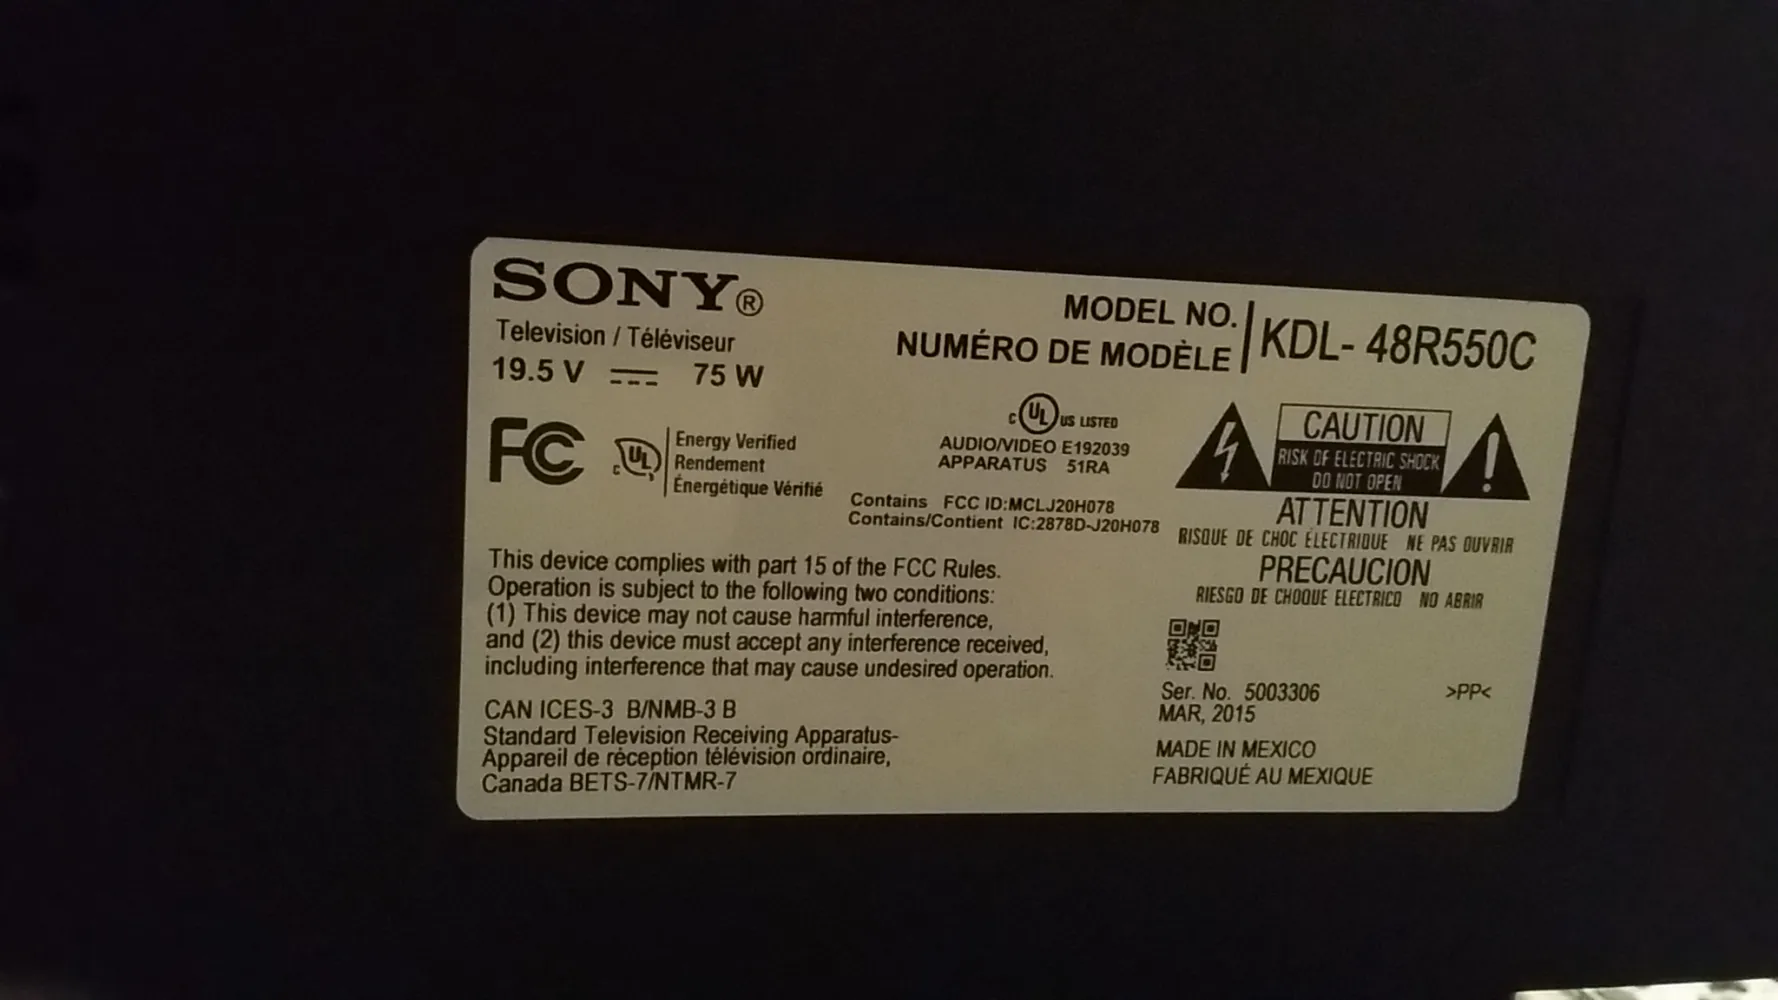 SONY®
Television / Téléviseur
19.5 V 75 W
MODEL NO.
NUMÉRO DE MODÈLE
KDL- 48R550C
FC
c UL
Energy Verified
Rendement
Énergétique Vérifié
c UL US LISTED
AUDIO/VIDEO E192039
APPARATUS 51RA
Contains FCC ID:MCLJ20H078
Contains/Contient IC:2878D-J20H078
CAUTION
RISK OF ELECTRIC SHOCK
DO NOT OPEN
ATTENTION
RISQUE DE CHOC ÉLECTRIQUE NE PAS OUVRIR
PRECAUCION
RIESGO DE CHOQUE ELECTRICO NO ABRIR
This device complies with part 15 of the FCC Rules.
Operation is subject to the following two conditions:
(1) This device may not cause harmful interference,
and (2) this device must accept any interference received,
including interference that may cause undesired operation.
CAN ICES-3 B/NMB-3 B
Standard Television Receiving Apparatus-
Appareil de réception télévision ordinaire,
Canada BETS-7/NTMR-7
Ser. No. 5003306
MAR, 2015
>PP<
MADE IN MEXICO
FABRIQUÉ AU MEXIQUE